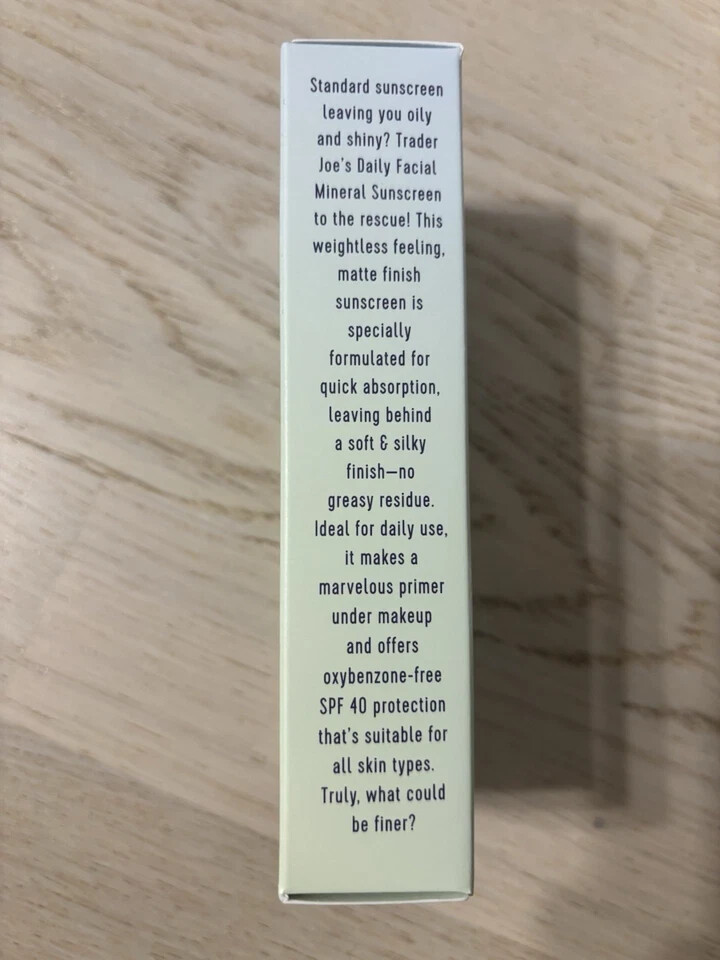 Standard sunscreen
leaving you oily
and shiny? Trader
Joe's Daily Facial
Mineral Sunscreen
to the rescue! This
weightless feeling,
matte finish
sunscreen is
specially
formulated for
quick absorption,
leaving behind
a soft & silky
finish—no
greasy residue.
Ideal for daily use,
it makes a
marvelous primer
under makeup
and offers
oxybenzone-free
SPF 40 protection
that's suitable for
all skin types.
Truly, what could
be finer?